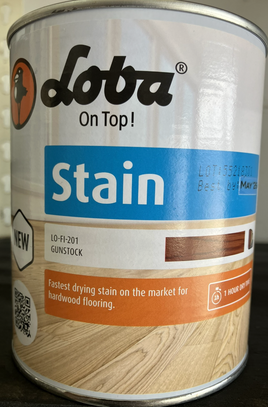 Loba®
On Top!
Stain
NEW
LO-FI-201
GUNSTOCK
Fastest drying stain on the market for
hardwood flooring.
1 HOUR DRY